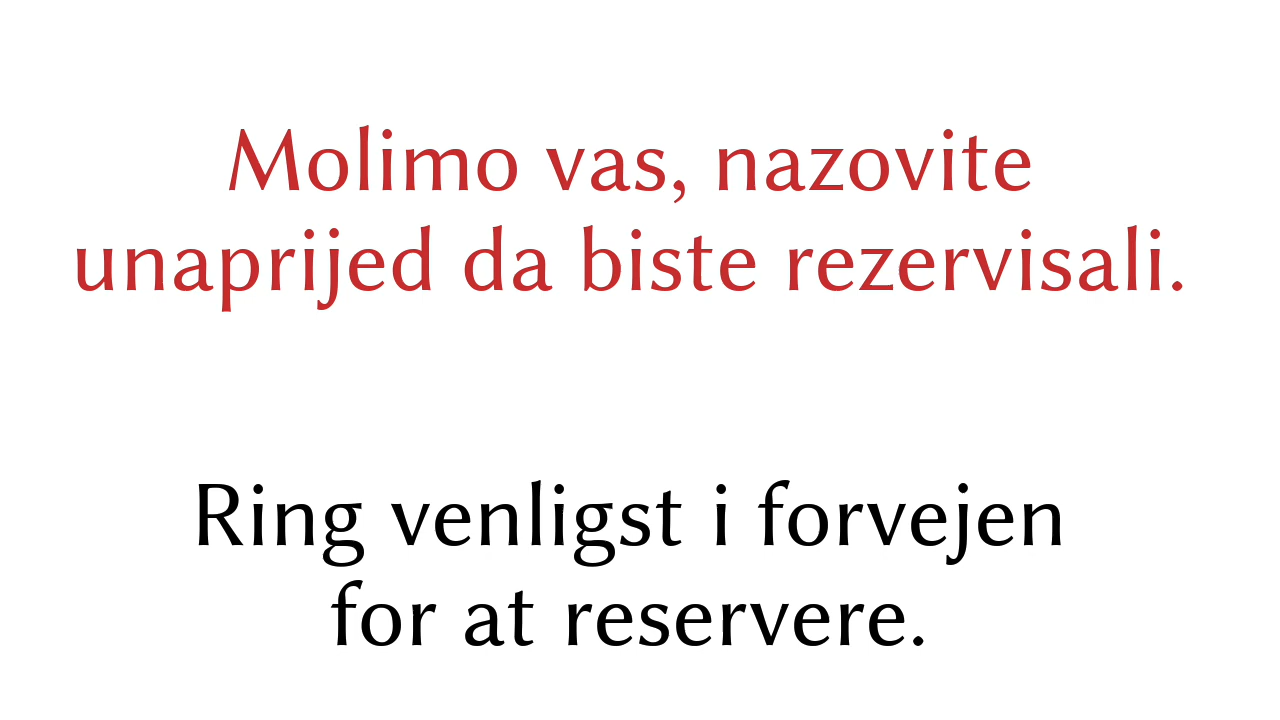 Molimo vas, nazovite
unaprijed da biste rezervisali.
Ring venligst i forvejen
for at reservere.